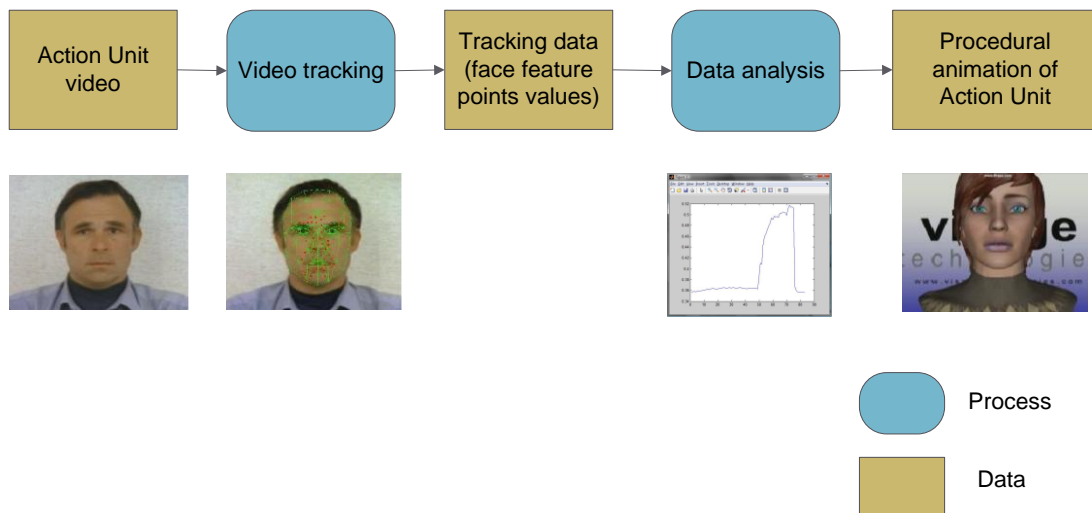 Action Unit
video
Video tracking
Tracking data
(face feature
points values)
Data analysis
Procedural
animation of
Action Unit
Process
Data